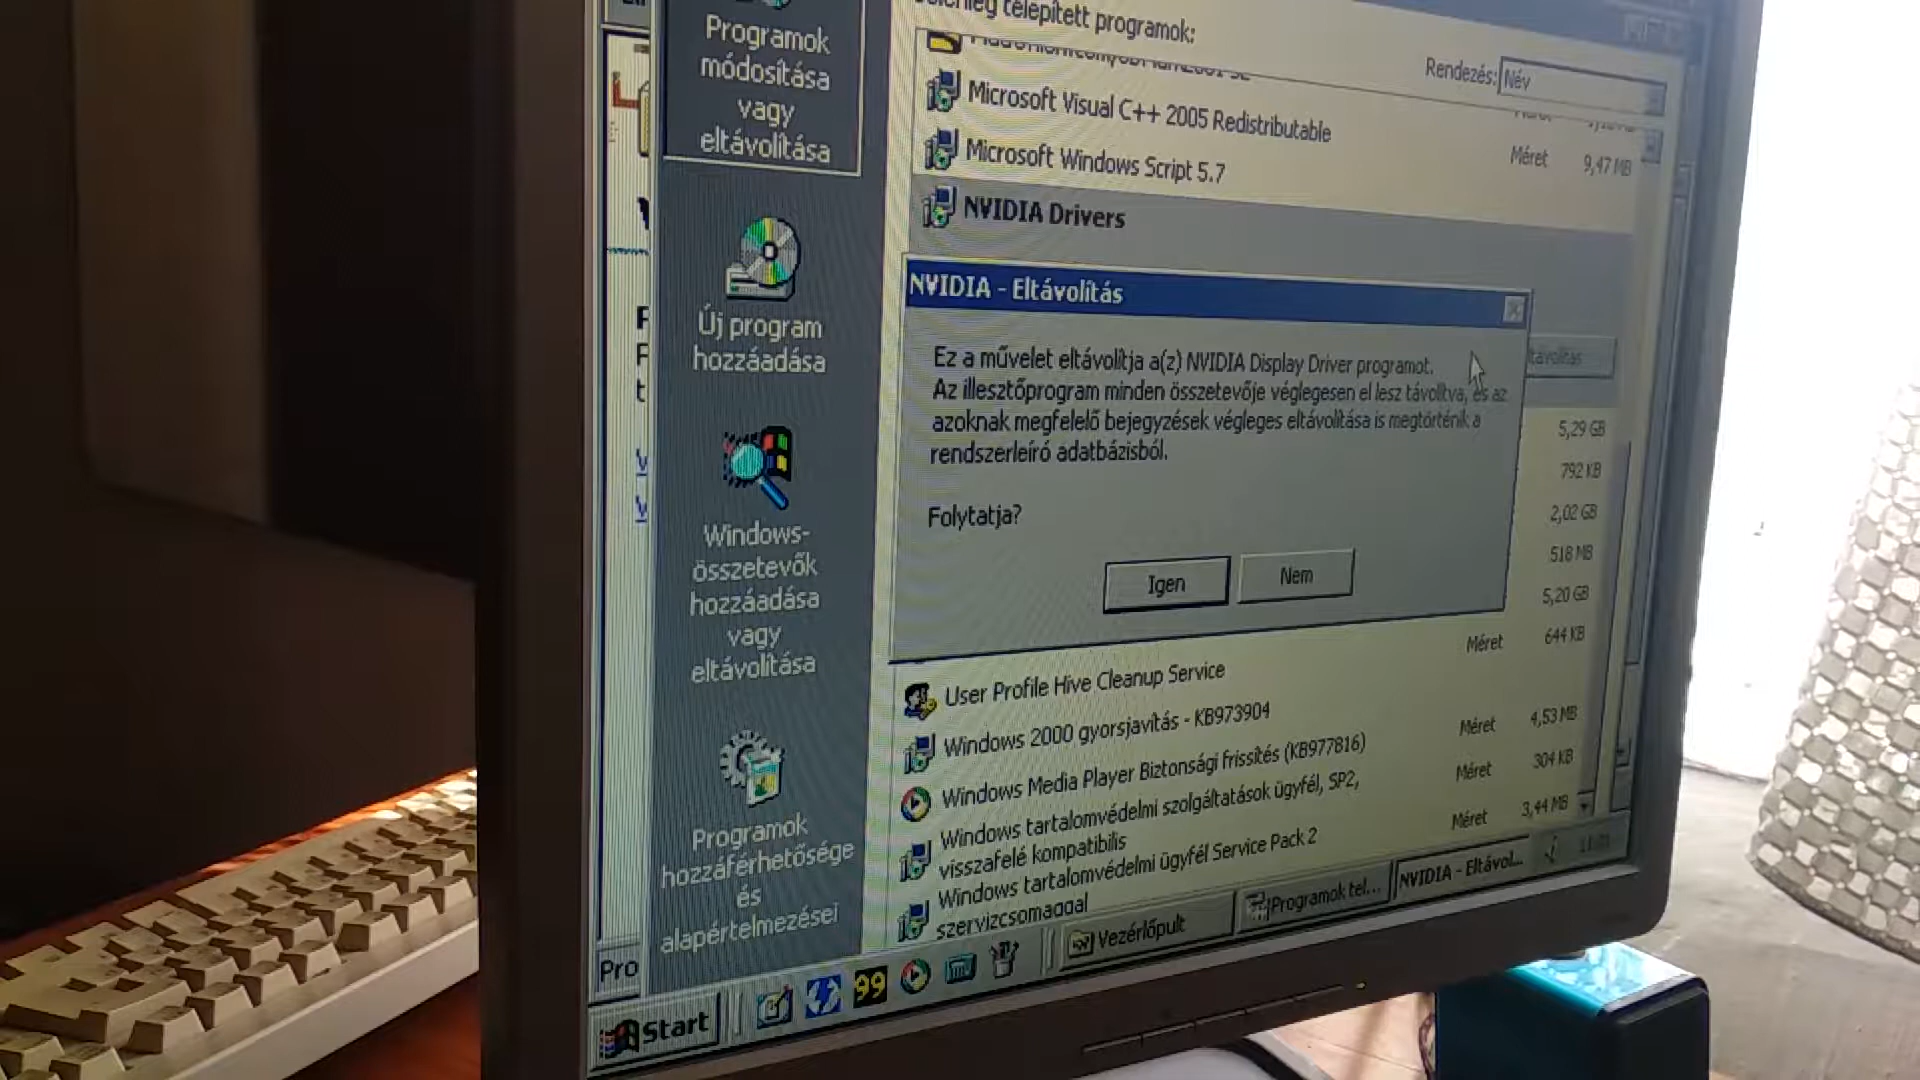 Programok
módosítása
vagy
eltávolítása
Új program
hozzáadása
Windows-
összetevők
hozzáadása
vagy
eltávolítása
Programok
hozzáférhetősége
és
alapértelmezései
telepített programok:
Rendezés: Név
Microsoft Visual C++ 2005 Redistributable
Microsoft Windows Script 5.7
Méret 9,47 MB
NVIDIA Drivers
NVIDIA - Eltávolítás
Ez a művelet eltávolítja a(z) NVIDIA Display Driver programot.
Az illesztőprogram minden összetevője véglegesen el lesz távolítva, és az
azoknak megfelelő bejegyzések végleges eltávolítása is megtörténik a
rendszerleíró adatbázisból.
Folytatja?
Igen
Nem
5,29 GB
792 KB
2,02 GB
518 MB
5,20 GB
Méret 644 KB
User Profile Hive Cleanup Service
Windows 2000 gyorsjavítás - KB973904
Méret 4,53 MB
Windows Media Player Biztonsági frissítés (KB977816)
Méret 304 KB
Windows tartalomvédelmi szolgáltatások ügyfél, SP2,
visszafelé kompatibilis
Méret 3,44 MB
Windows tartalomvédelmi ügyfél Service Pack 2
szervizcsomaggal
Pro
Start
99
Vezérlőpult
Programok tel...
NVIDIA - Eltávol...